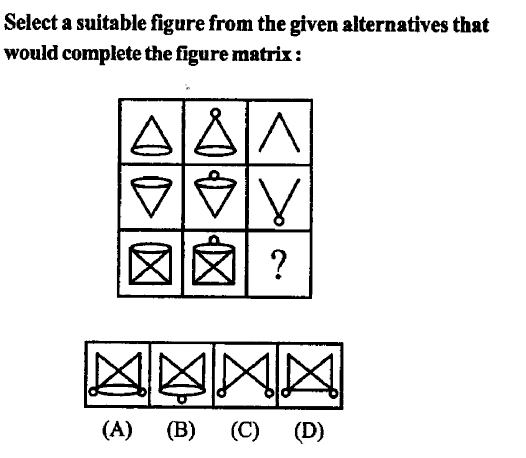 Select a suitable figure from the given alternatives that
would complete the figure matrix :
?
(A) (B) (C) (D)